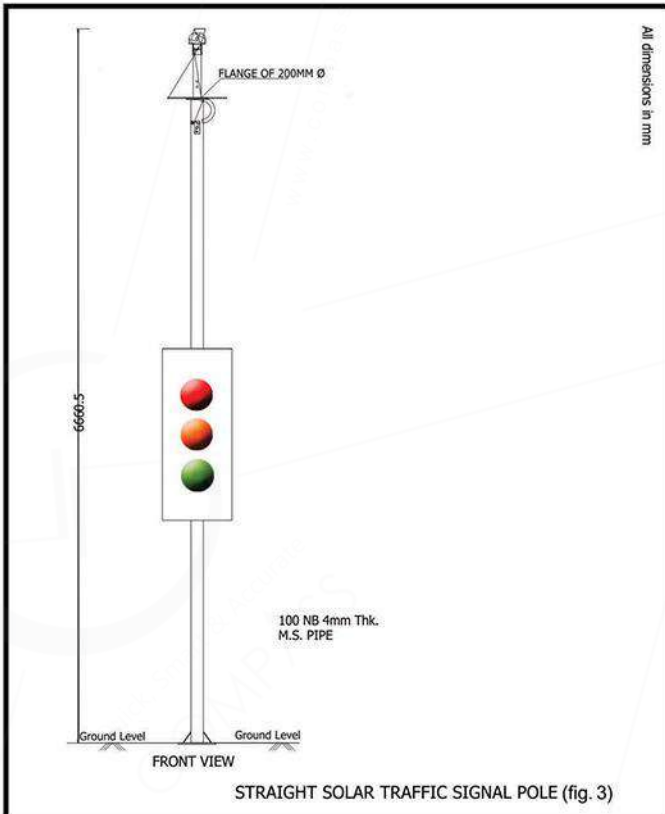 All dimensions in mm
FLANGE OF 200MM Ø
6660.5
100 NB 4mm Thk.
M.S. PIPE
Ground Level
Ground Level
FRONT VIEW
STRAIGHT SOLAR TRAFFIC SIGNAL POLE (fig. 3)
COMPASS